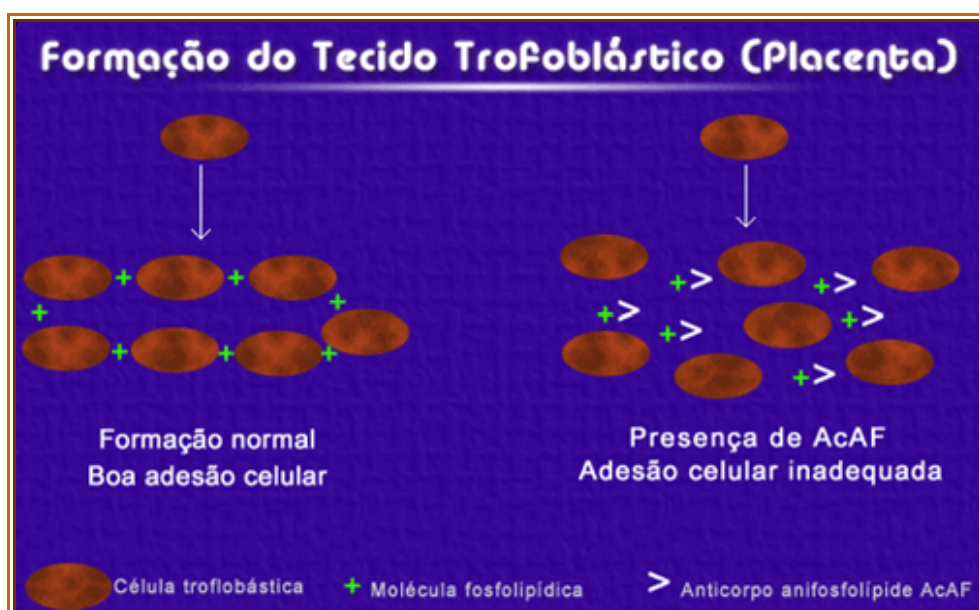 Formação do Tecido Trofoblástico (Placenta)
Formação normal
Boa adesão celular
Presença de AcAF
Adesão celular inadequada
Célula troflobástica
+ Molécula fosfolipídica
> Anticorpo anifosfolípide AcAF